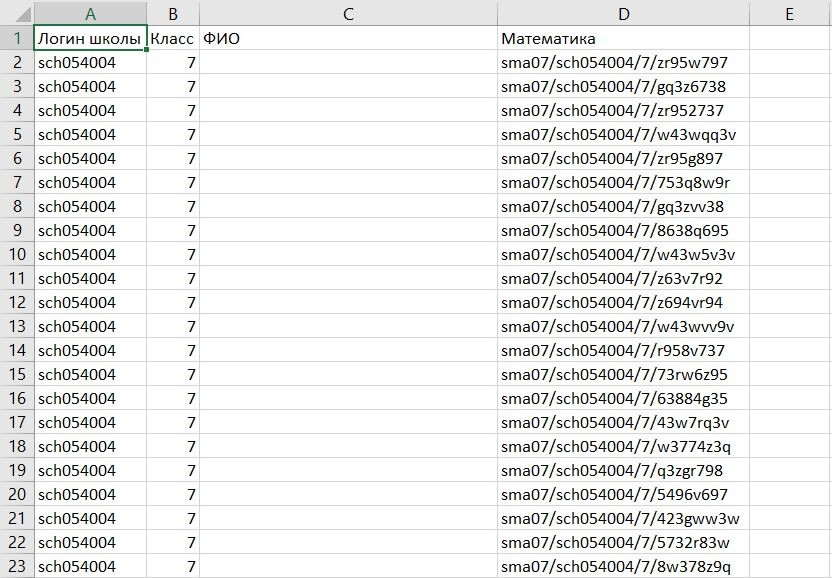 A B C D E
1 Логин школы Класс ФИО Математика
2 sch054004 7 sma07/sch054004/7/zr95w797
3 sch054004 7 sma07/sch054004/7/gq3z6738
4 sch054004 7 sma07/sch054004/7/zr952737
5 sch054004 7 sma07/sch054004/7/w43wqq3v
6 sch054004 7 sma07/sch054004/7/zr95g897
7 sch054004 7 sma07/sch054004/7/753q8w9r
8 sch054004 7 sma07/sch054004/7/gq3zvv38
9 sch054004 7 sma07/sch054004/7/8638q695
10 sch054004 7 sma07/sch054004/7/w43w5v3v
11 sch054004 7 sma07/sch054004/7/z63v7r92
12 sch054004 7 sma07/sch054004/7/z694vr94
13 sch054004 7 sma07/sch054004/7/w43wvv9v
14 sch054004 7 sma07/sch054004/7/r958v737
15 sch054004 7 sma07/sch054004/7/73rw6z95
16 sch054004 7 sma07/sch054004/7/63884g35
17 sch054004 7 sma07/sch054004/7/43w7rq3v
18 sch054004 7 sma07/sch054004/7/w3774z3q
19 sch054004 7 sma07/sch054004/7/q3zgr798
20 sch054004 7 sma07/sch054004/7/5496v697
21 sch054004 7 sma07/sch054004/7/423gww3w
22 sch054004 7 sma07/sch054004/7/5732r83w
23 sch054004 7 sma07/sch054004/7/8w378z9q